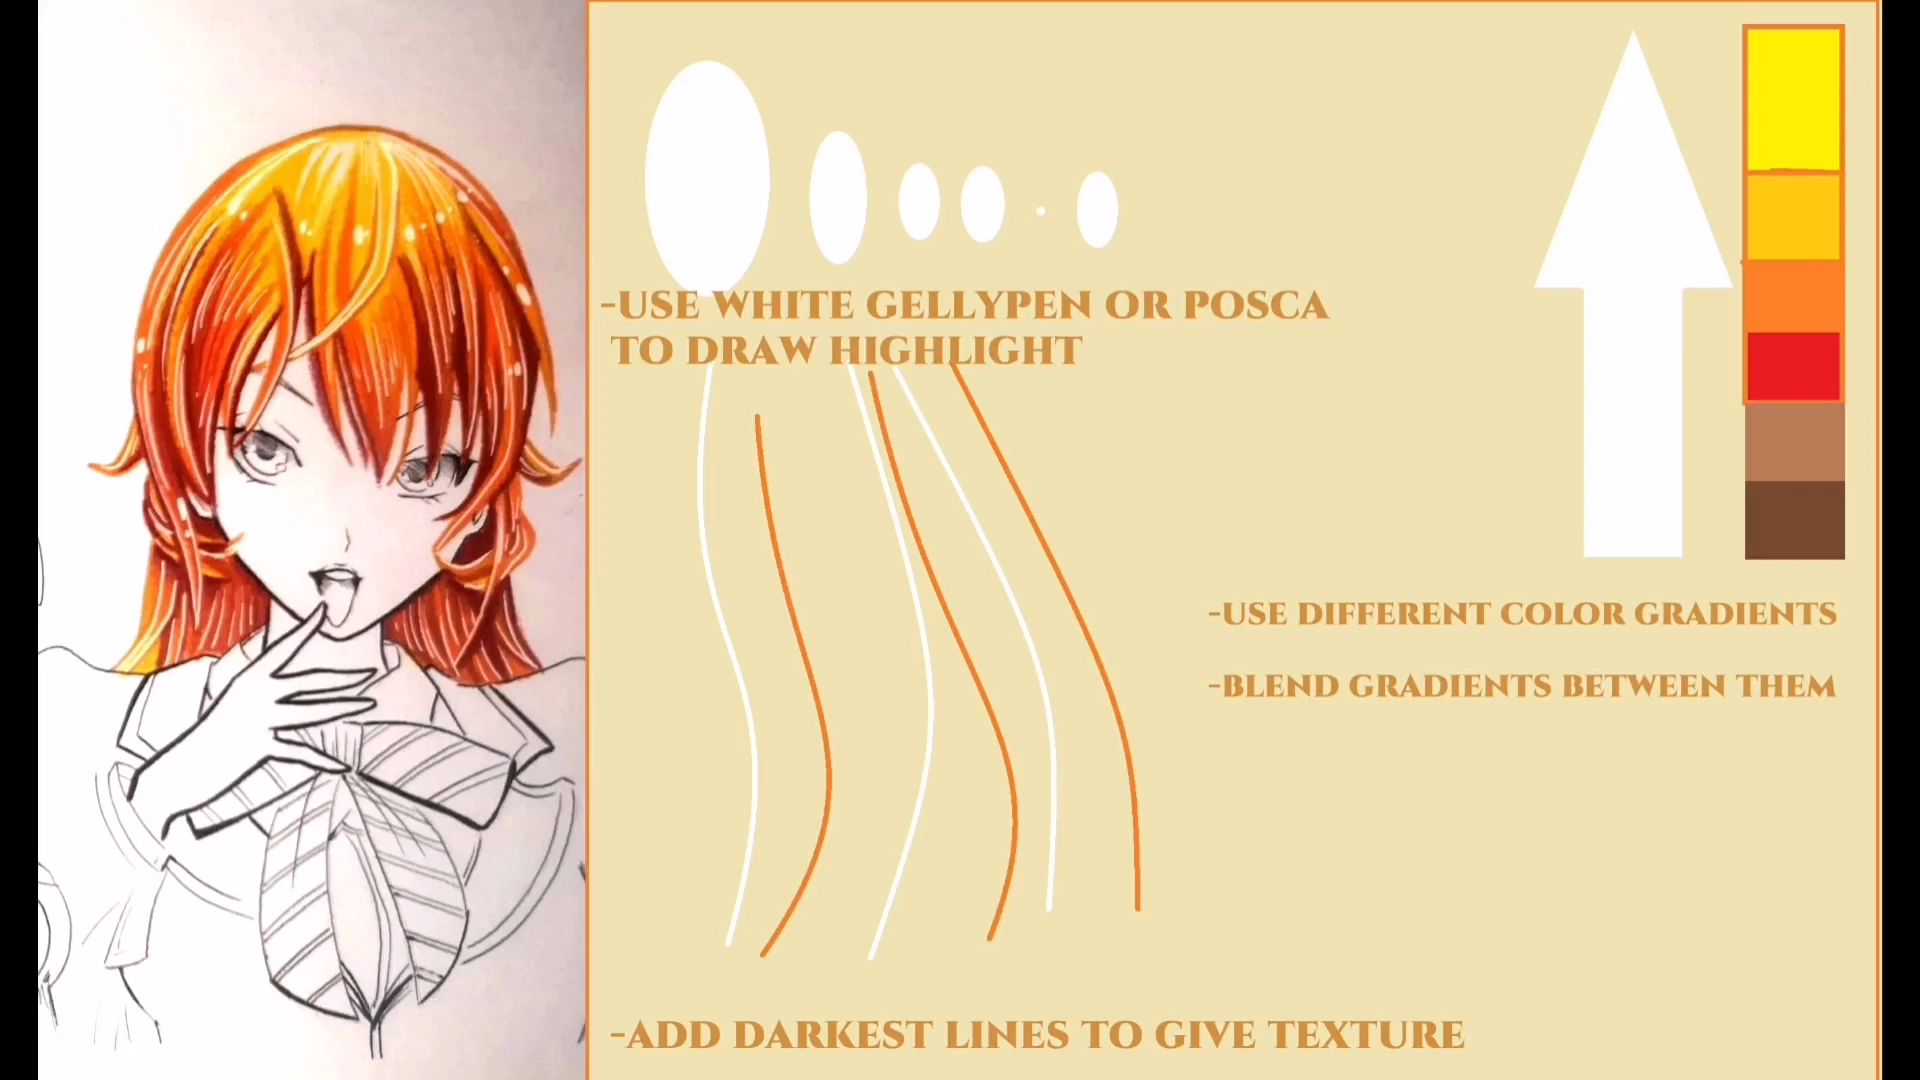 -USE WHITE GELLYPEN OR POSCA
TO DRAW HIGHLIGHT
-USE DIFFERENT COLOR GRADIENTS
-BLEND GRADIENTS BETWEEN THEM
-ADD DARKEST LINES TO GIVE TEXTURE